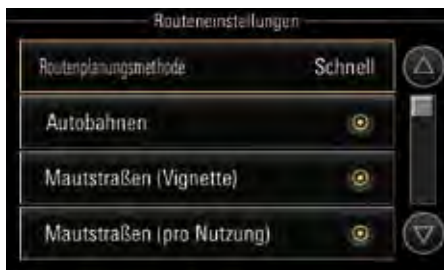 Routeneinstellungen
Routenplanungsmethode Schnell
Autobahnen
Mautstraßen (Vignette)
Mautstraßen (pro Nutzung)